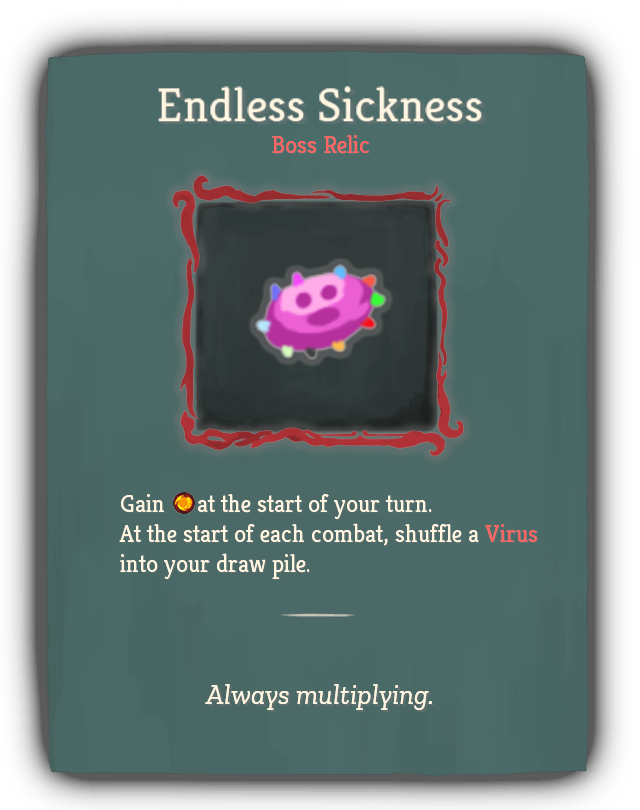 Endless Sickness
Boss Relic
Gain at the start of your turn.
At the start of each combat, shuffle a Virus
into your draw pile.
Always multiplying.